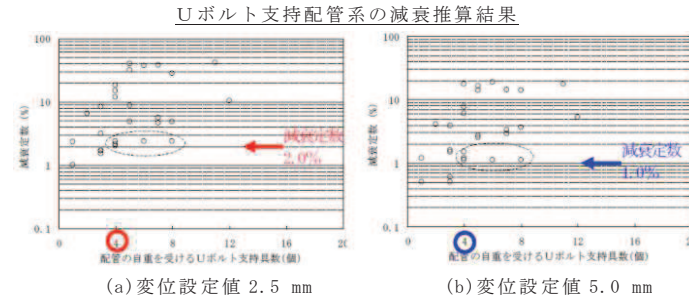 Uボルト支持配管系の減衰推算結果
100
10
1
0.1
減衰定数 (%)
減衰定数
2.0%
0 4 8 12 16 20
配管の自重を受けるUボルト支持具数(個)
(a)変位設定値 2.5 mm
100
10
1
0.1
減衰定数 (%)
減衰定数
1.0%
0 4 8 12 16 20
配管の自重を受けるUボルト支持具数(個)
(b)変位設定値 5.0 mm